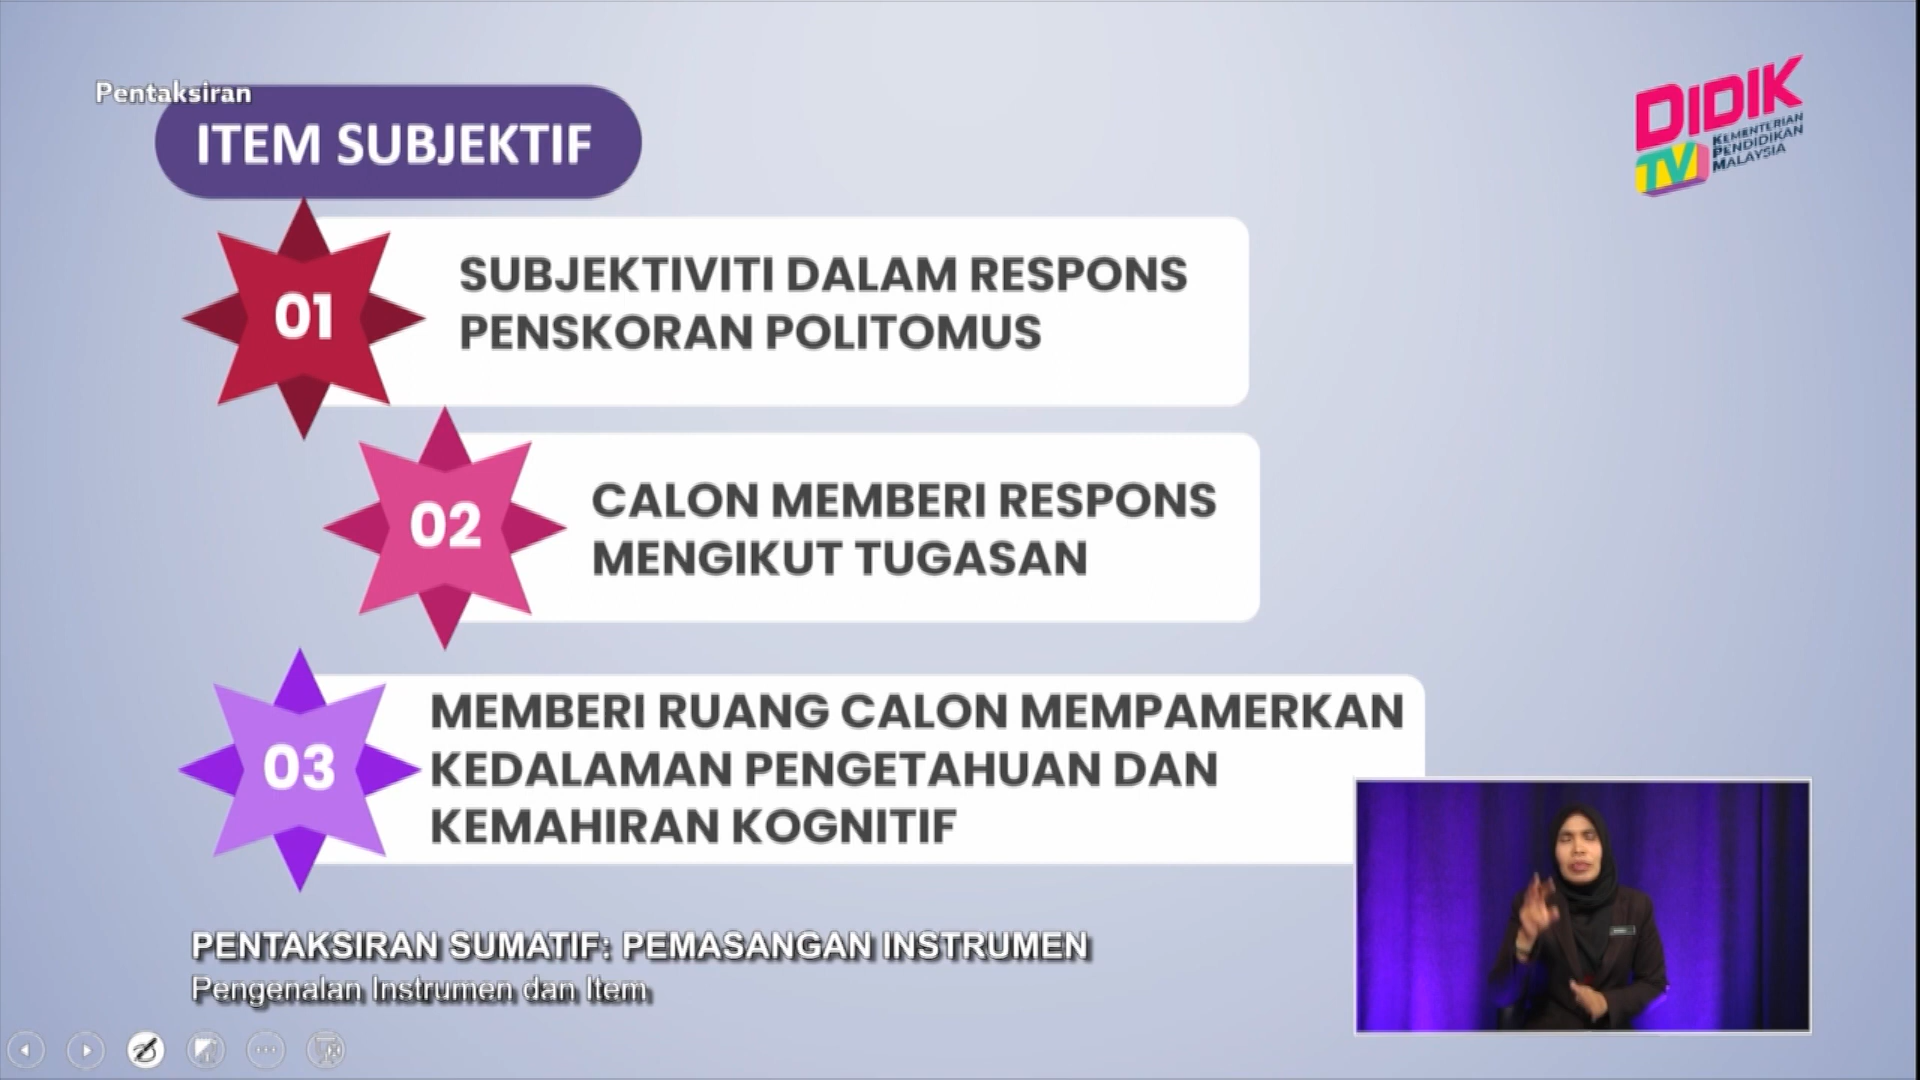 Pentaksiran
ITEM SUBJEKTIF
DIDIK
TV
KEMENTERIAN
PENDIDIKAN
MALAYSIA
01
SUBJEKTIVITI DALAM RESPONS
PENSKORAN POLITOMUS
02
CALON MEMBERI RESPONS
MENGIKUT TUGASAN
03
MEMBERI RUANG CALON MEMPAMERKAN
KEDALAMAN PENGETAHUAN DAN
KEMAHIRAN KOGNITIF
PENTAKSIRAN SUMATIF: PEMASANGAN INSTRUMEN
Pengenalan Instrumen dan Item